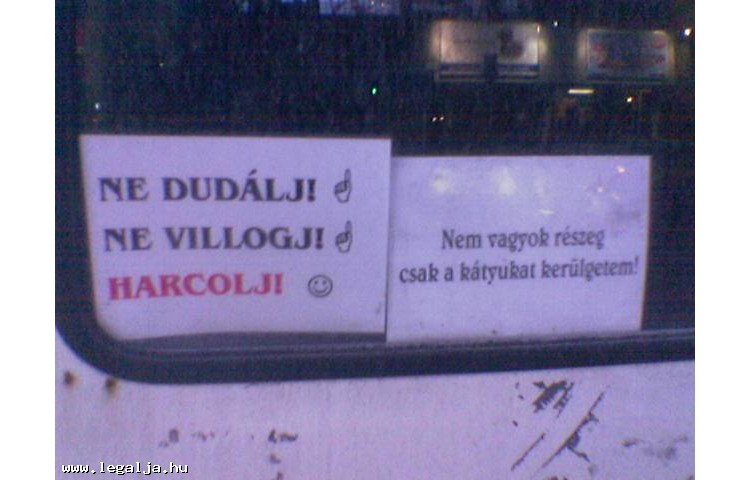 NE DUDÁLJ! ☝
NE VILLOGJ! ☝
HARCOLJ! ☺
Nem vagyok részeg
csak a kátyukat kerülgetem!
www.legalja.hu